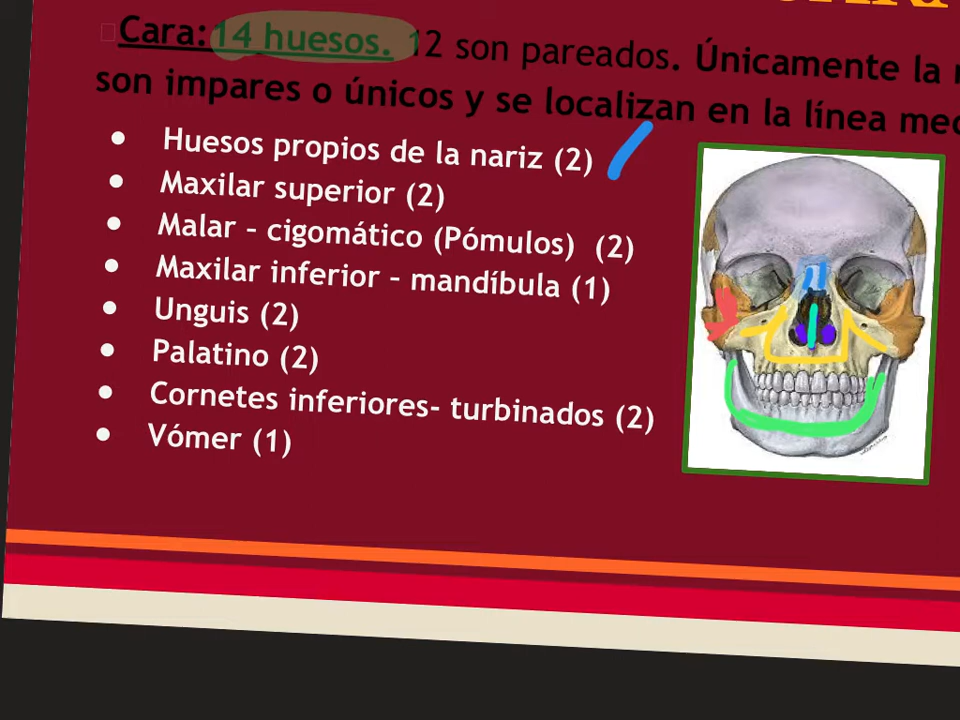 Cara: 14 huesos. 12 son pareados. Únicamente la
son impares o únicos y se localizan en la línea
● Huesos propios de la nariz (2)
● Maxilar superior (2)
● Malar – cigomático (Pómulos) (2)
● Maxilar inferior – mandíbula (1)
● Unguis (2)
● Palatino (2)
● Cornetes inferiores- turbinados (2)
● Vómer (1)